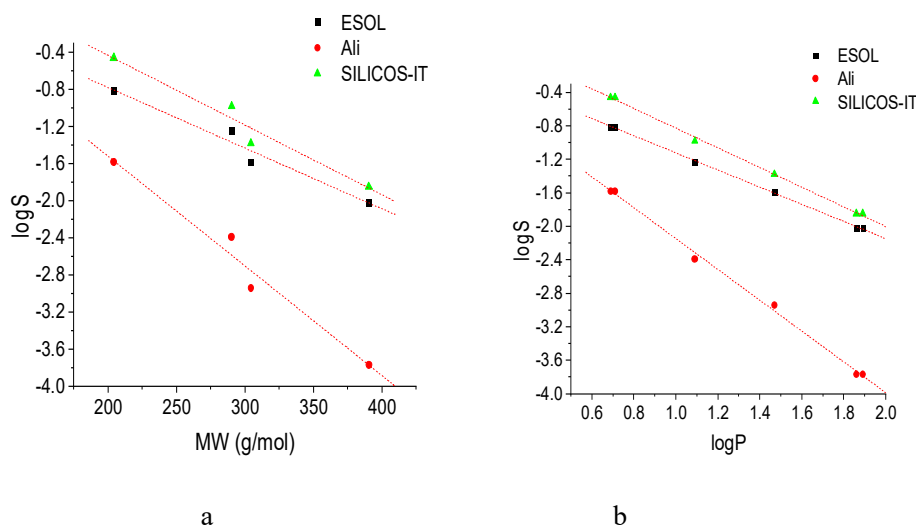 ESOL
Ali
SILICOS-IT
-0.4
-0.8
-1.2
-1.6
-2.0
-2.4
-2.8
-3.2
-3.6
-4.0
logS
200 250 300 350 400
MW (g/mol)
a
ESOL
Ali
SILICOS-IT
-0.4
-0.8
-1.2
-1.6
-2.0
-2.4
-2.8
-3.2
-3.6
-4.0
logS
0.6 0.8 1.0 1.2 1.4 1.6 1.8 2.0
logP
b